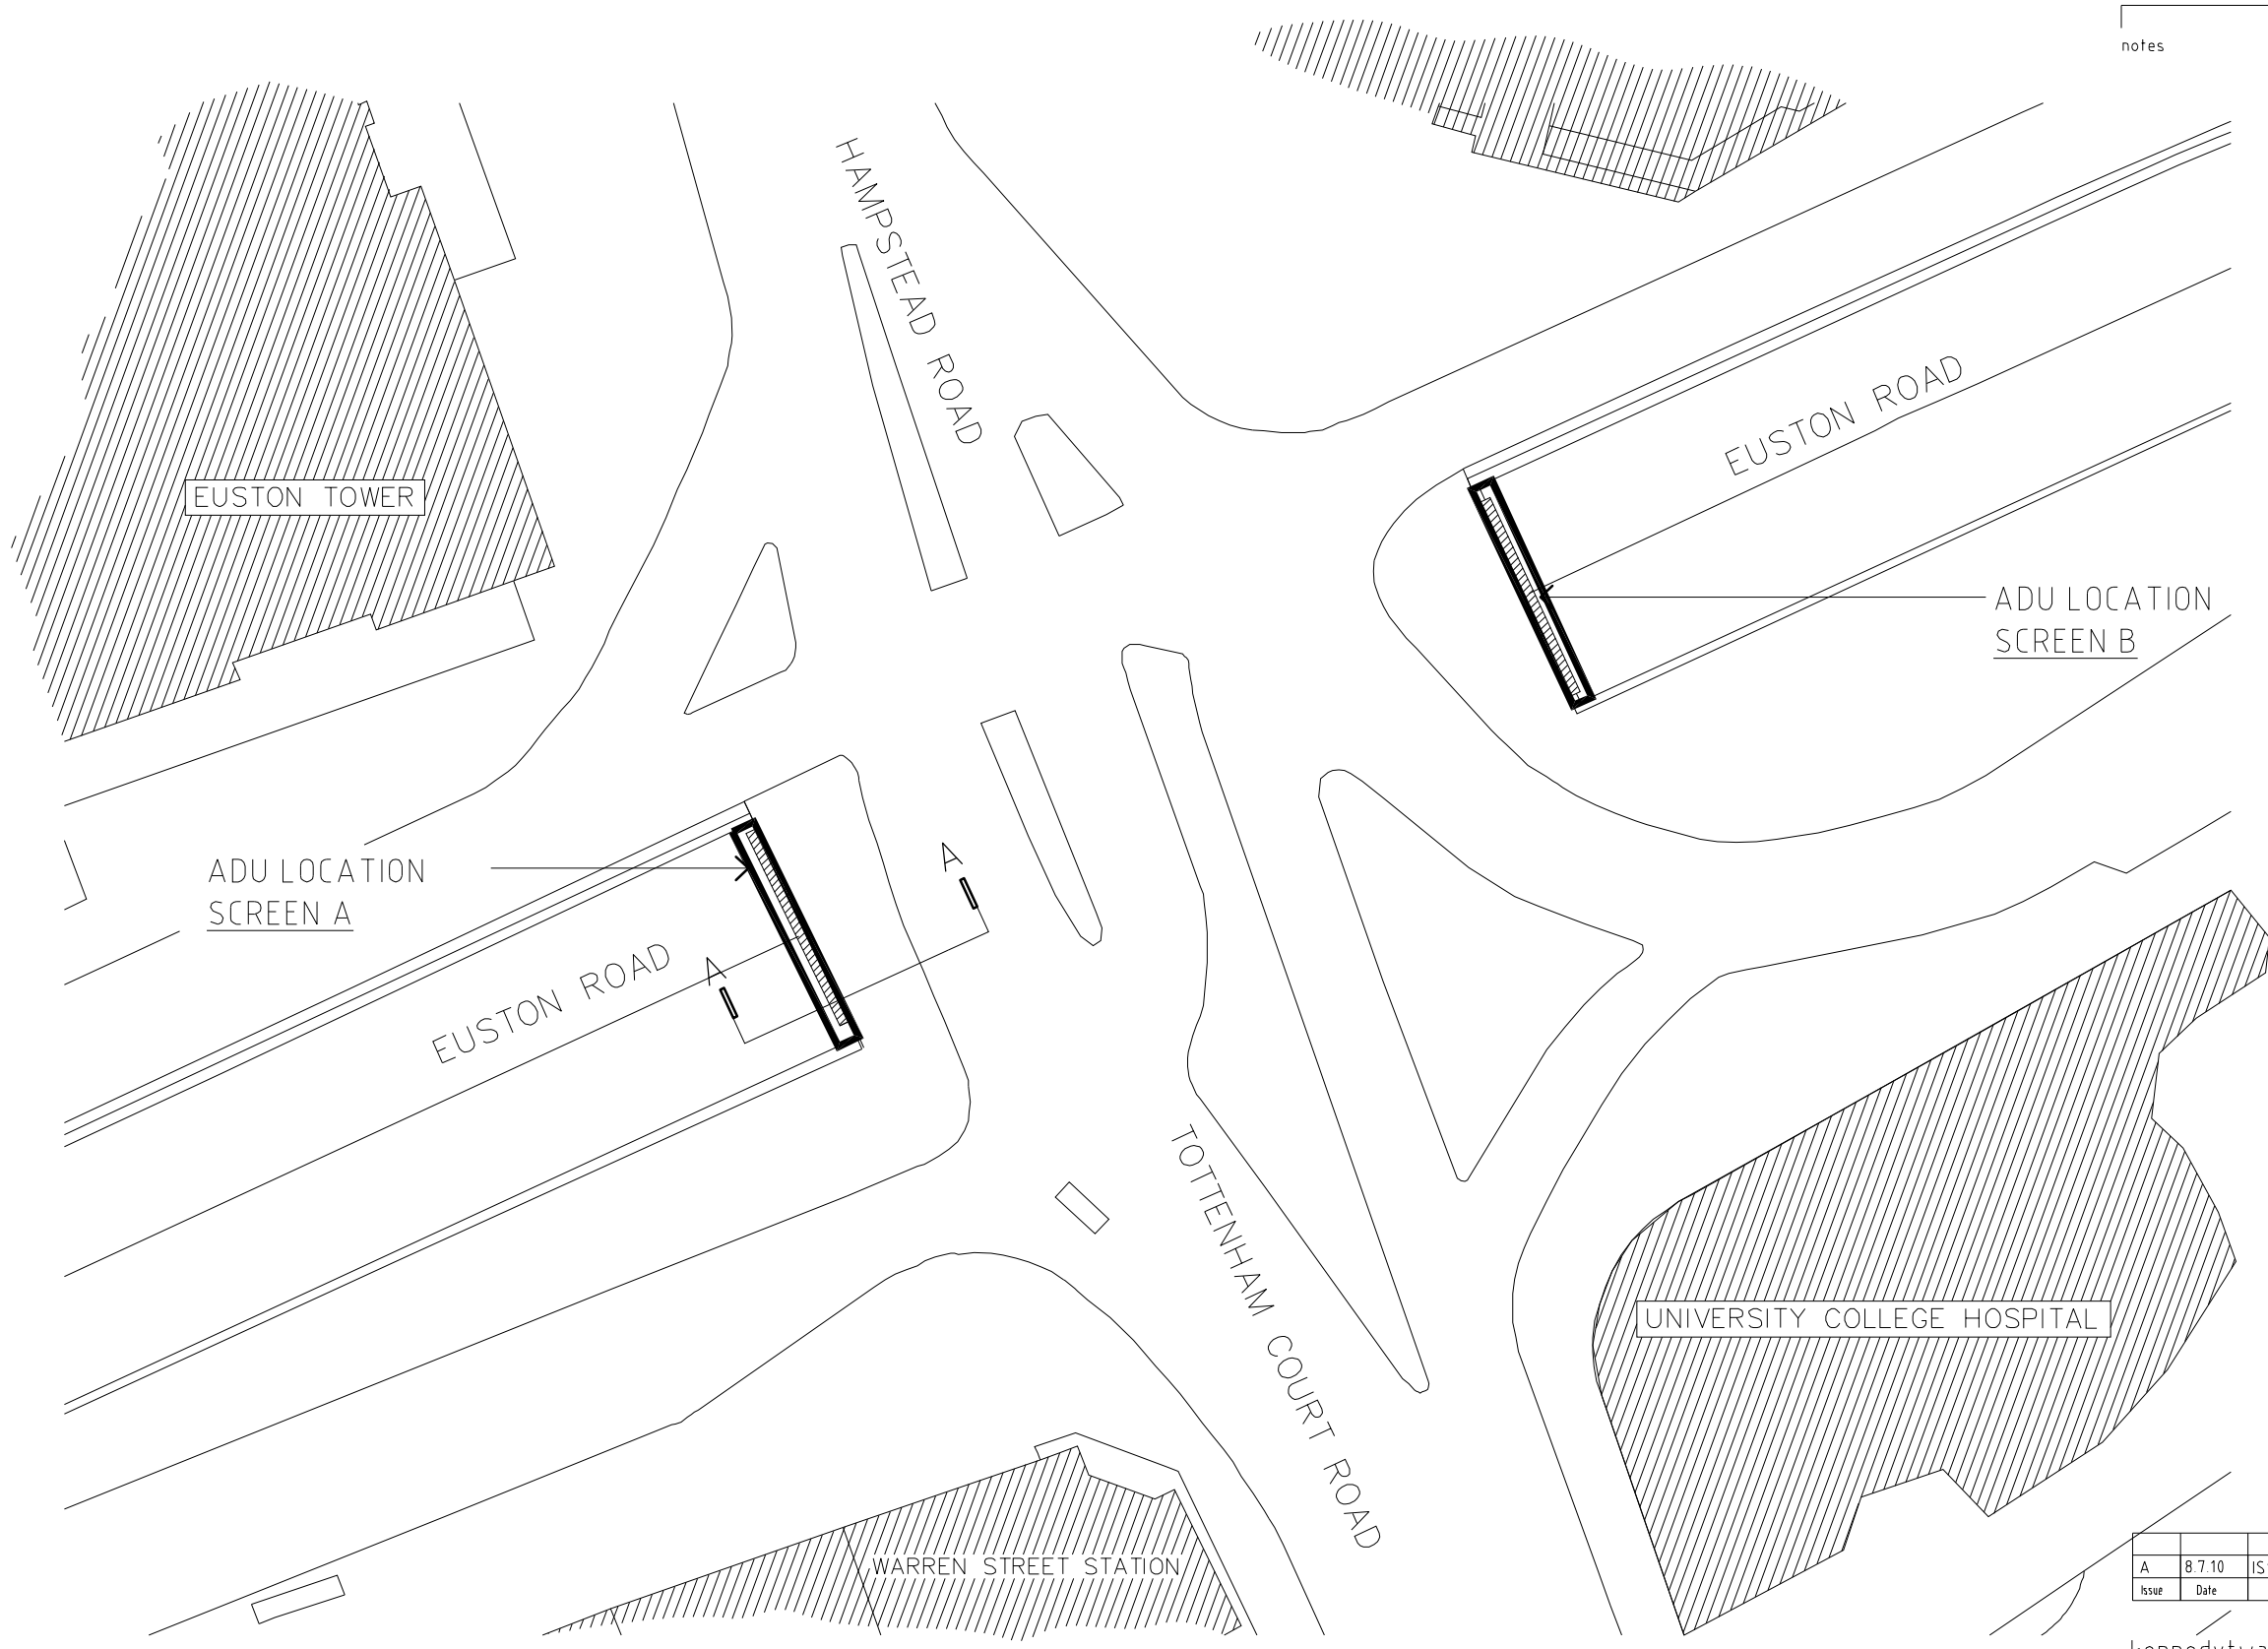 notes
HAMPSTEAD ROAD
EUSTON ROAD
EUSTON TOWER
ADU LOCATION
SCREEN B
A
ADU LOCATION
SCREEN A
EUSTON ROAD
A
TOTTENHAM COURT ROAD
UNIVERSITY COLLEGE HOSPITAL
WARREN STREET STATION
A 8.7.10
Issue Date